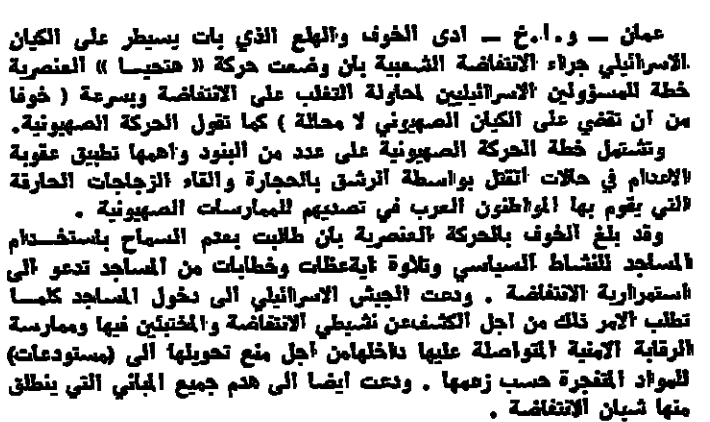 عمان ــ و.ا.خ ــ ادى الخوف والهلع الذي بات يسيطر على الكيان
الاسرائيلي جراء الانتفاضة الشعبية بان وضعت حركة « هتحيــا » العنصرية
خطة للمسؤولين الاسرائيليين لمحاولة التغلب على الانتفاضة وبسرعة ( خوفا
من ان تقضي على الكيان الصهيوني لا محالة ) كما تقول الحركة الصهيونية.
وتشتمل خطة الحركة الصهيونية على عدد من البنود واهمها تطبيق عقوبة
الاعدام في حالات القتل بواسطة الرشق بالحجارة والقاء الزجاجات الحارقة
التي يقوم بها المواطنون العرب في تصديهم للممارسات الصهيونية .
وقد بلغ الخوف بالحركة العنصرية بان طالبت بعدم السماح باستخــدام
المساجد للنشاط السياسي وتلاوة ايةعظات وخطابات من المساجد تدعو الى
استمرارية الانتفاضة . ودعت الجيش الاسرائيلي الى دخول المساجد كلمــا
تطلب الامر ذلك من اجل الكشفعن نشيطي الانتفاضة والمختبئين فيها وممارسة
الرقابة الامنية المتواصلة عليها داخلهامن اجل منع تحويلها الى (مستودعات)
للمواد المتفجرة حسب زعمها . ودعت ايضا الى هدم جميع المباني التي ينطلق
منها شبان الانتفاضة .